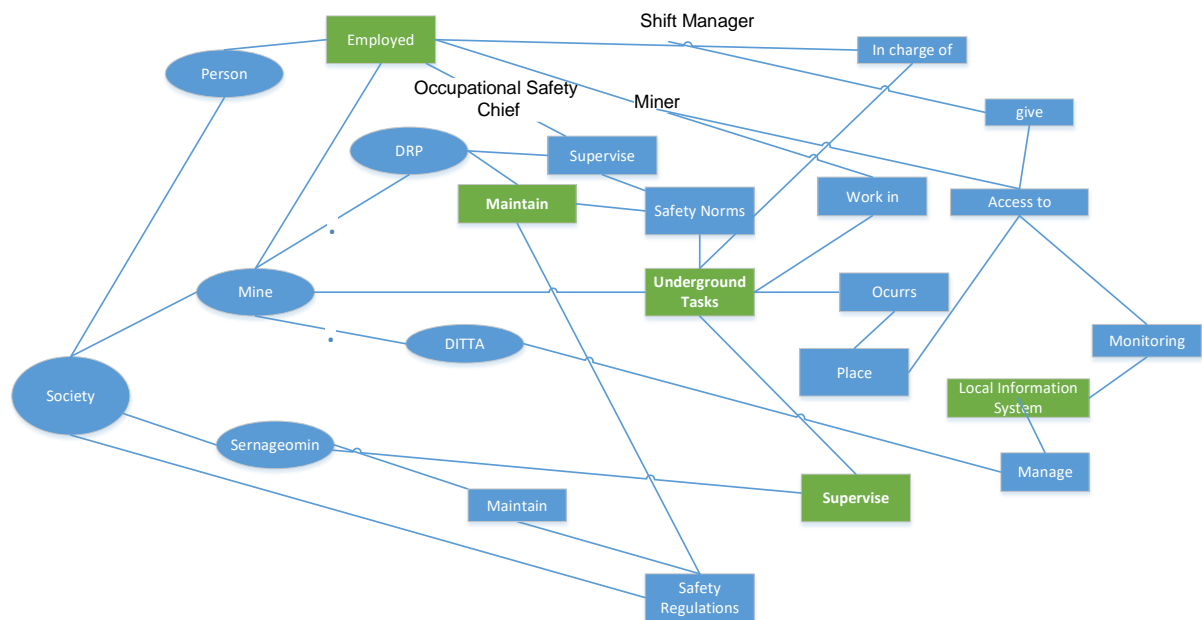 Shift Manager
Employed
In charge of
Person
Occupational Safety
Chief
Miner
give
DRP
Supervise
Maintain
Safety Norms
Work in
Access to
Mine
Underground
Tasks
Ocurrs
DITTA
Monitoring
Place
Society
Local Information
System
Sernageomin
Manage
Supervise
Maintain
Safety
Regulations